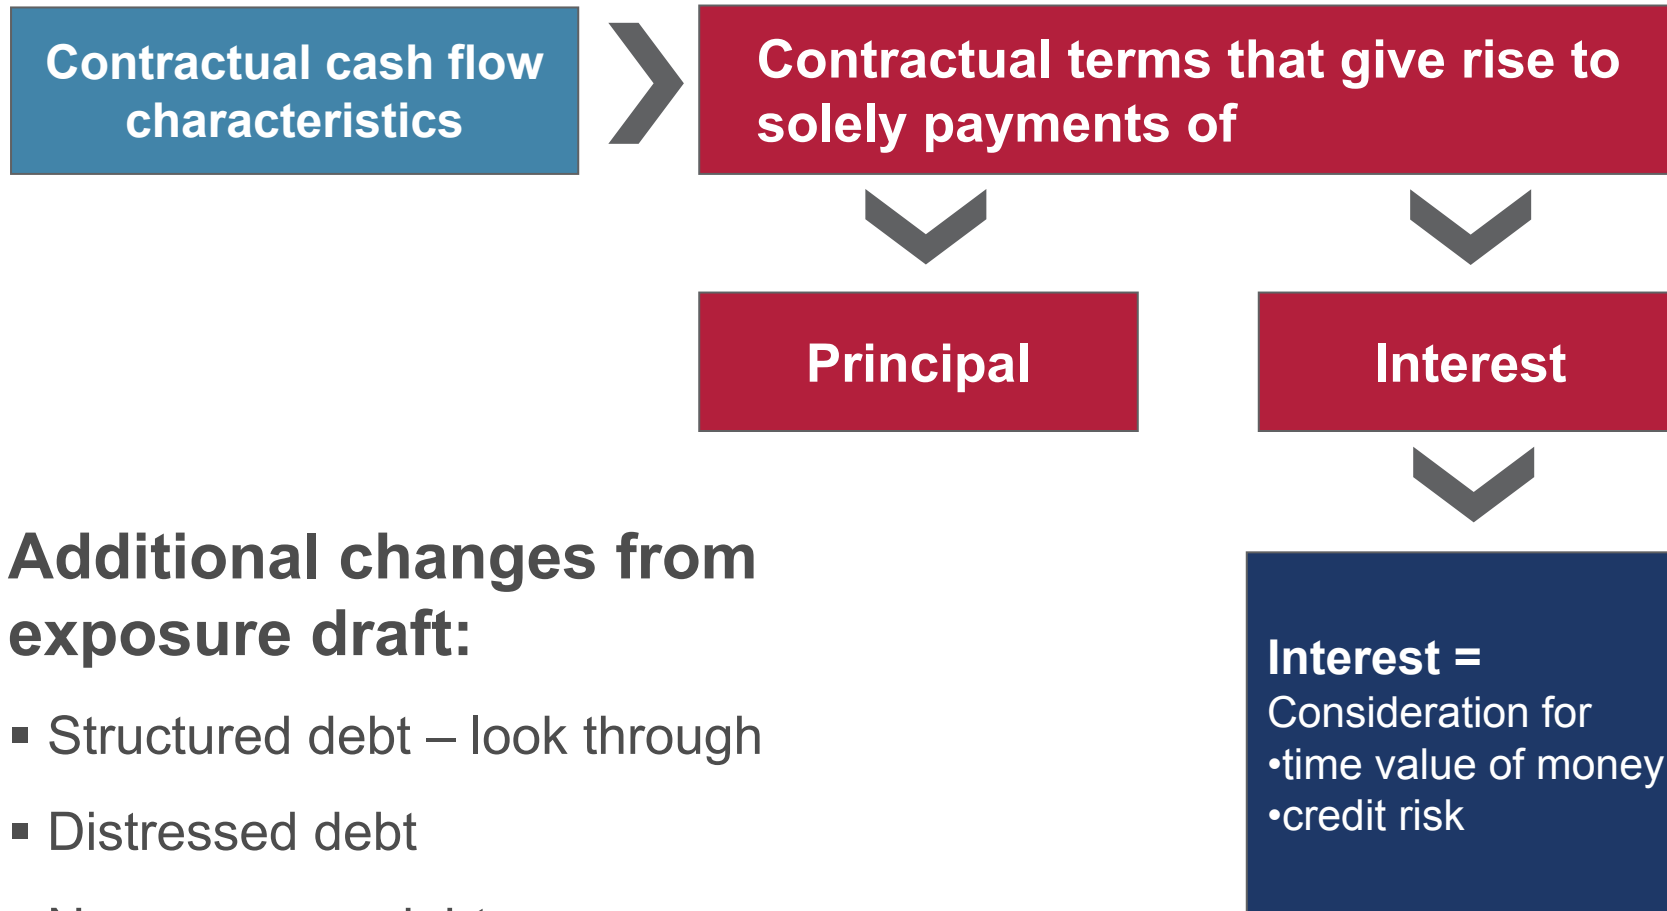 Contractual cash flow
characteristics
Contractual terms that give rise to
solely payments of
Principal
Interest
Additional changes from
exposure draft:
▪ Structured debt – look through
▪ Distressed debt
Interest =
Consideration for
•time value of money
•credit risk